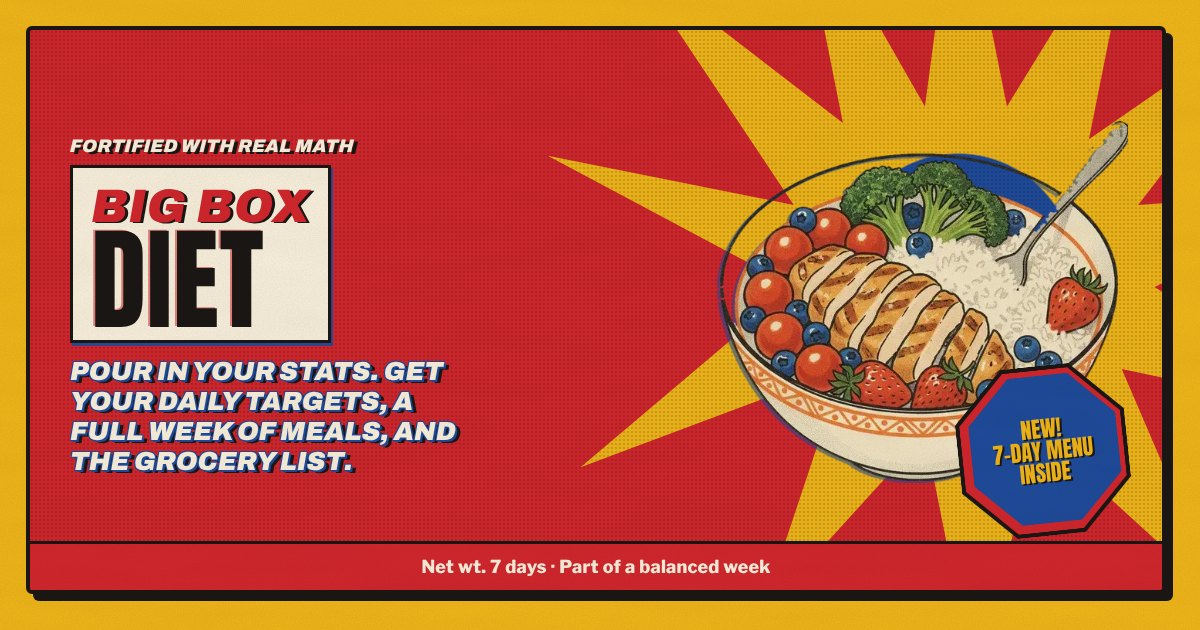 FORTIFIED WITH REAL MATH
BIG BOX
DIET
POUR IN YOUR STATS. GET
YOUR DAILY TARGETS, A
FULL WEEK OF MEALS, AND
THE GROCERY LIST.
NEW!
7-DAY MENU
INSIDE
Net wt. 7 days · Part of a balanced week